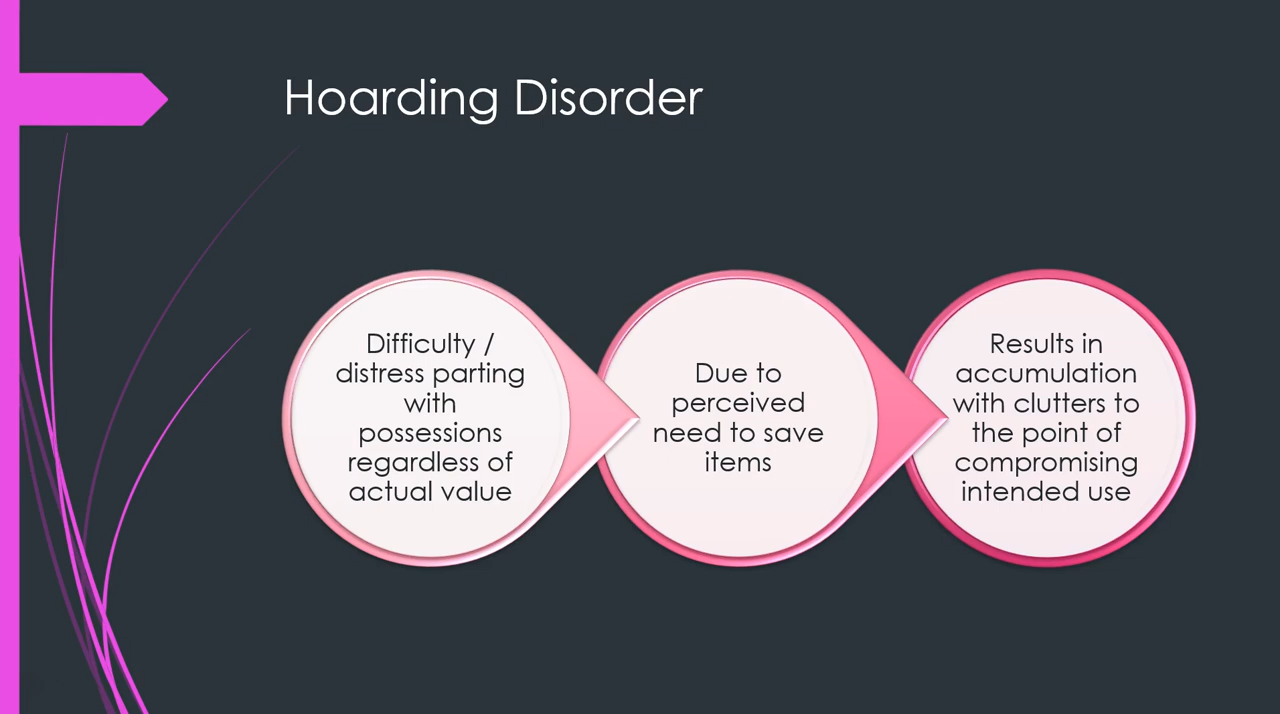 Hoarding Disorder
Difficulty /
distress parting
with
possessions
regardless of
actual value
Due to
perceived
need to save
items
Results in
accumulation
with clutters to
the point of
compromising
intended use